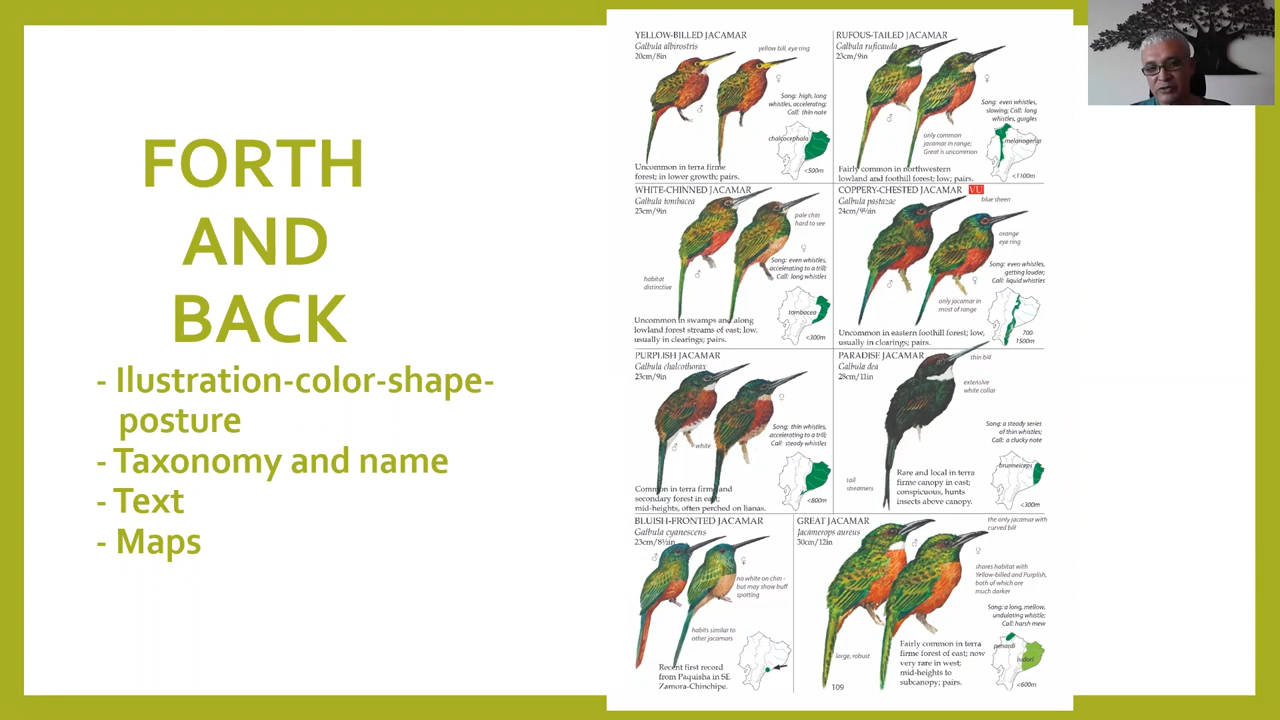 FORTH
AND
BACK
- Ilustration-color-shape-
posture
- Taxonomy and name
- Text
- Maps
YELLOW-BILLED JACAMAR
Galbula albirostris
20cm/8in
yellow bill, eye ring
♂
♀
Song: high, long
whistles, accelerating;
Call: thin note
chalcocephala
<500m
Uncommon in terra firme
forest; in lower growth; pairs.
RUFOUS-TAILED JACAMAR
Galbula ruficauda
23cm/9in
♂
♀
Song: even whistles,
slowing; Call: long
whistles, gurgles
only common
jacamar in range;
Great is uncommon
melanogenia
<1100m
Fairly common in northwestern
lowland and foothill forest; low; pairs.
WHITE-CHINNED JACAMAR
Galbula tombacea
23cm/9in
pale chin
hard to see
♂
♀
Song: even whistles,
accelerating to a trill;
Call: long whistles
habitat
distinctive
tombacea
<300m
Uncommon in swamps and along
lowland forest streams of east; low,
usually in clearings; pairs.
COPPERY-CHESTED JACAMAR VU
Galbula pastazae
24cm/9½in
blue sheen
orange
eye ring
♂
♀
Song: even whistles,
getting louder;
Call: liquid whistles
only jacamar in
most of range
700
1500m
Uncommon in eastern foothill forest; low,
usually in clearings; pairs.
PURPLISH JACAMAR
Galbula chalcothorax
23cm/9in
♂
♀
white
Song: thin whistles,
accelerating to a trill;
Call: steady whistles
<800m
Common in terra firme and
secondary forest in east;
mid-heights, often perched on lianas.
PARADISE JACAMAR
Galbula dea
28cm/11in
thin bill
extensive
white collar
Song: a steady series
of thin whistles;
Call: a clucky note
tail
streamers
brunneiceps
<300m
Rare and local in terra
firme canopy in east;
conspicuous, hunts
insects above canopy.
BLUISH-FRONTED JACAMAR
Galbula cyanescens
23cm/8½in
♂
♀
no white on chin -
but may show buff
spotting
habits similar to
other jacamars
Recent first record
from Paquisha in SE
Zamora-Chinchipe.
GREAT JACAMAR
Jacamerops aureus
30cm/12in
the only jacamar with
curved bill
♂
♀
shares habitat with
Yellow-billed and Purplish,
both of which are
much darker
Song: a long, mellow,
undulating whistle;
Call: harsh mew
large, robust
penardi
isidori
<600m
Fairly common in terra
firme forest of east; now
very rare in west;
mid-heights to
subcanopy; pairs.
109